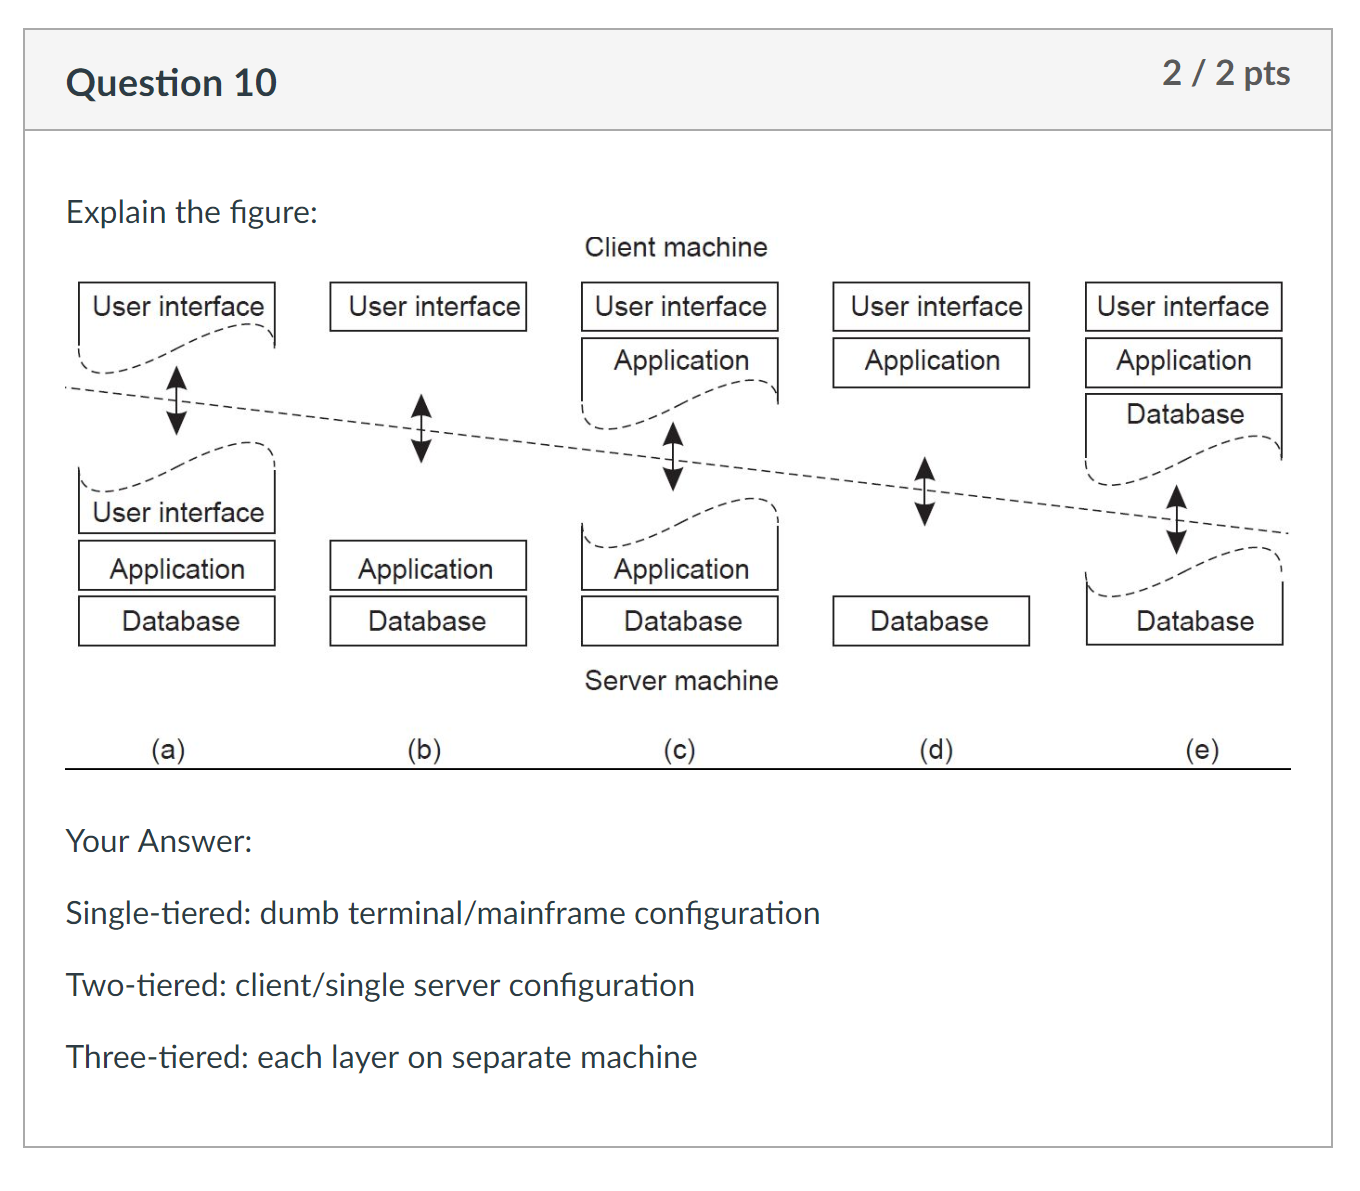 Question 10
2 / 2 pts
Explain the figure:
Client machine
User interface User interface User interface User interface User interface
Application Application Application
Database
User interface
Application Application Application
Database Database Database Database Database
Server machine
(a) (b) (c) (d) (e)
Your Answer:
Single-tiered: dumb terminal/mainframe configuration
Two-tiered: client/single server configuration
Three-tiered: each layer on separate machine